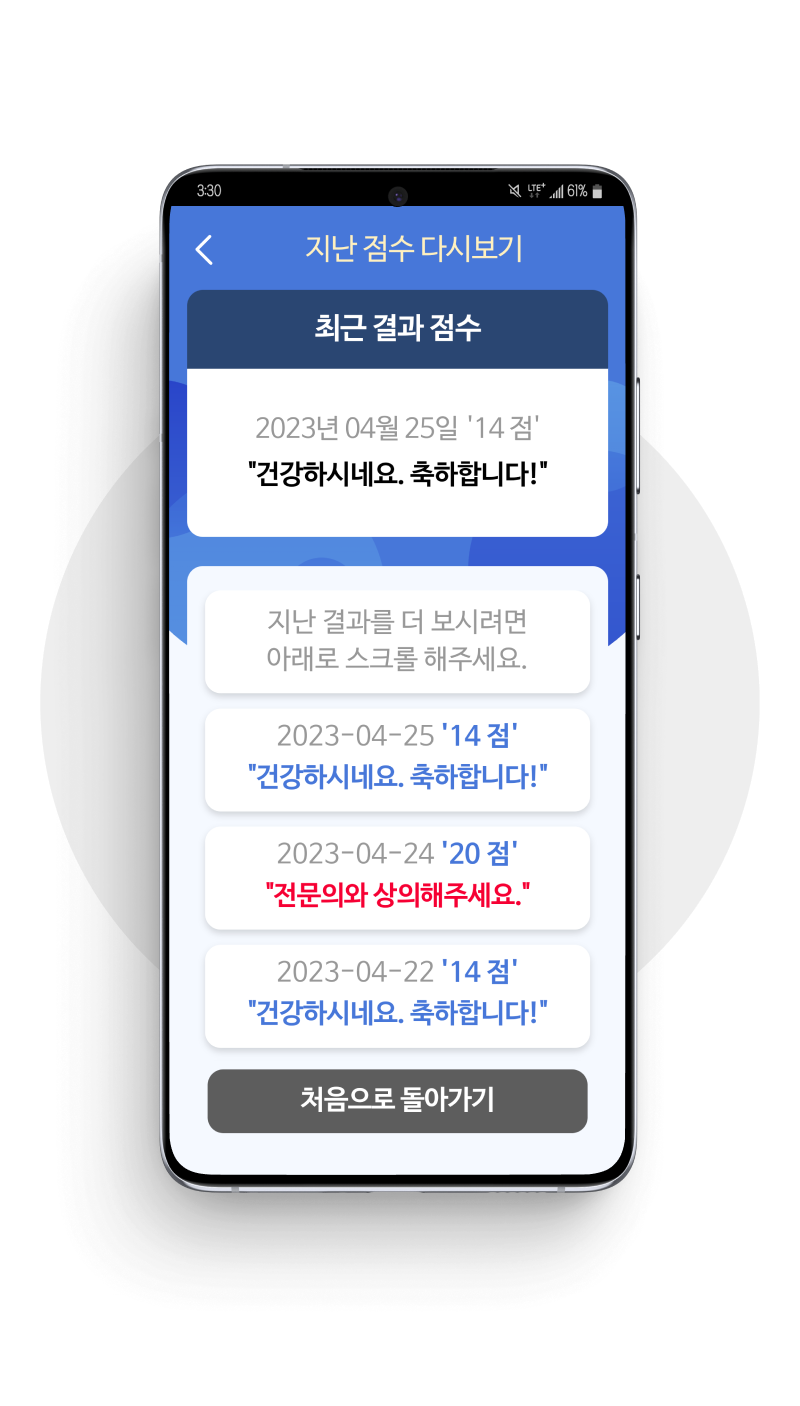 3:30 LTE+ 61%
지난 점수 다시보기
최근 결과 점수
2023년 04월 25일 '14 점'
"건강하시네요. 축하합니다!"
지난 결과를 더 보시려면
아래로 스크롤 해주세요.
2023-04-25 '14 점'
"건강하시네요. 축하합니다!"
2023-04-24 '20 점'
"전문의와 상의해주세요."
2023-04-22 '14 점'
"건강하시네요. 축하합니다!"
처음으로 돌아가기